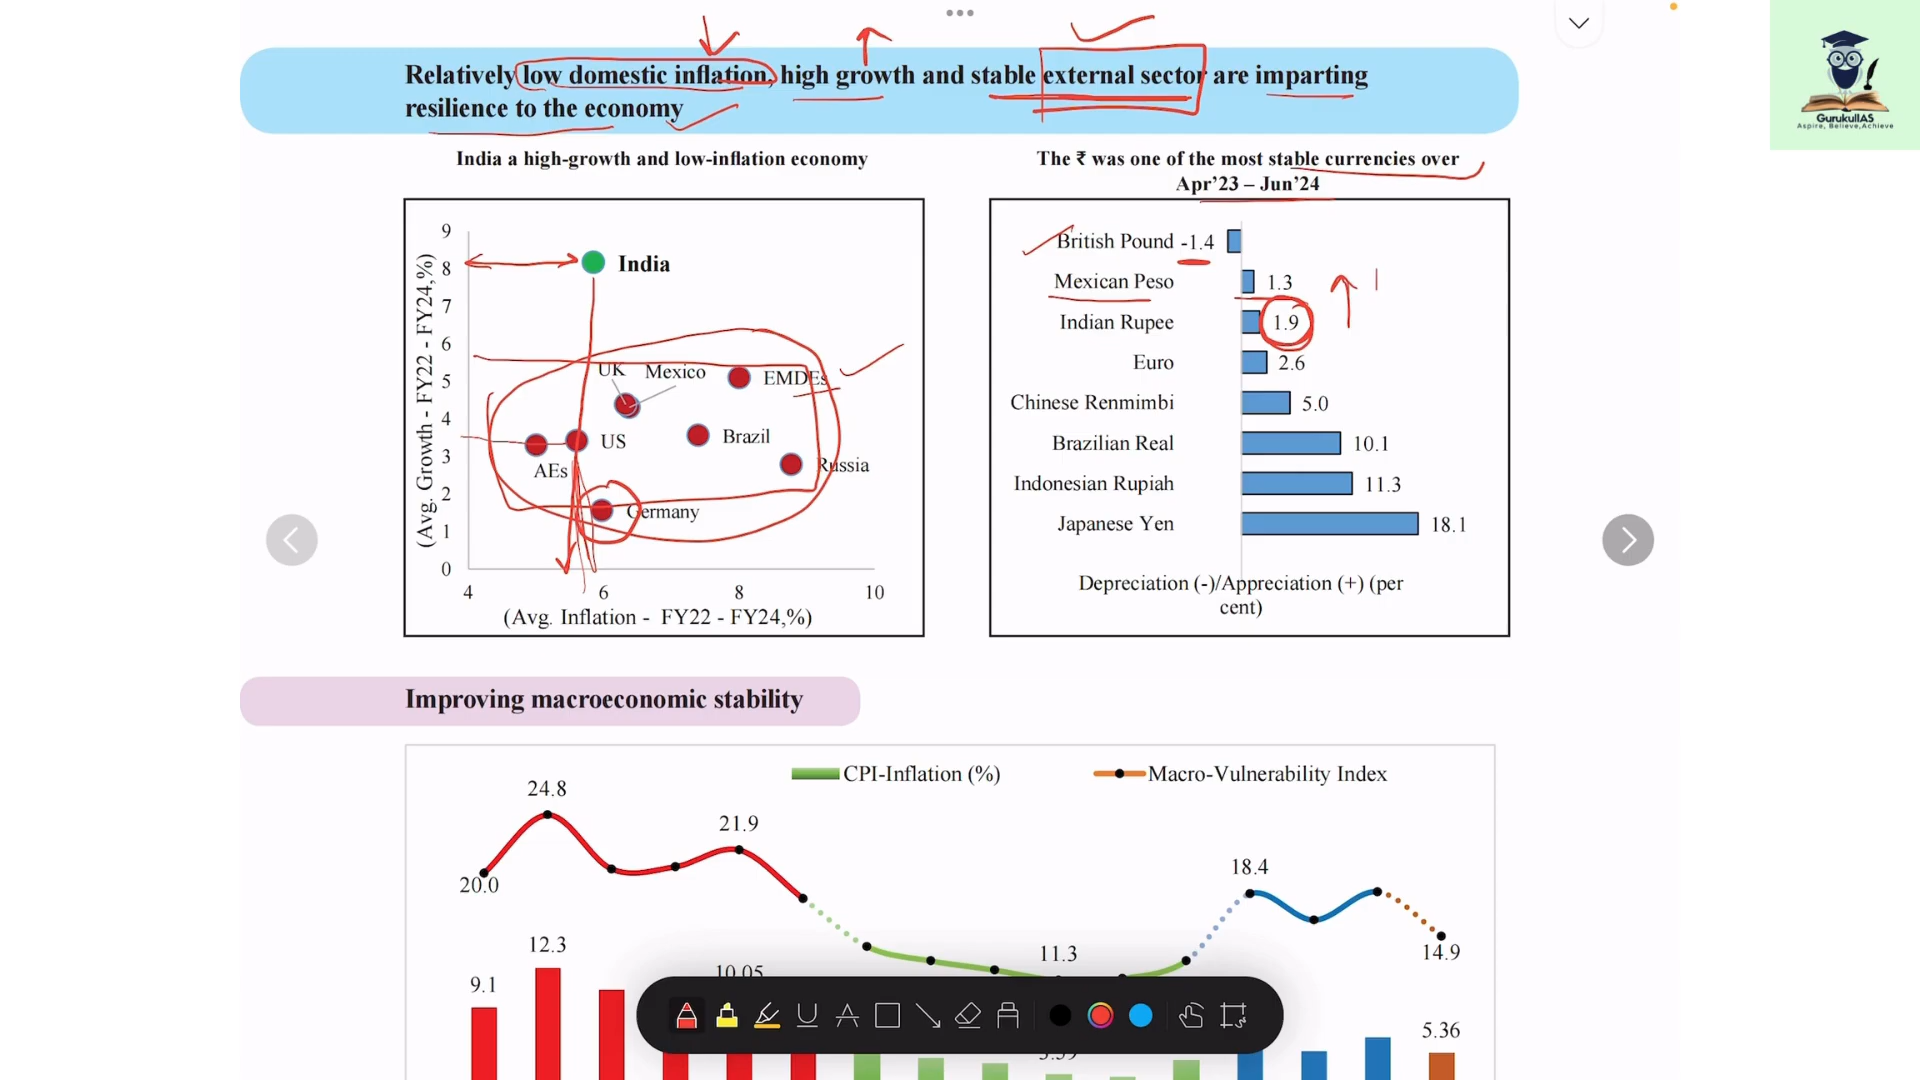 Relatively low domestic inflation, high growth and stable external sector are imparting
resilience to the economy
GurukulIAS
Aspire, Believe,Achieve
India a high-growth and low-inflation economy
(Avg. Growth - FY22 - FY24,%)
9
8
7
6
5
4
3
2
1
0
India
UK
Mexico
EMDEs
US
Brazil
AEs
Russia
Germany
4
6
8
10
(Avg. Inflation - FY22 - FY24,%)
The ₹ was one of the most stable currencies over
Apr’23 – Jun’24
British Pound -1.4
Mexican Peso 1.3
Indian Rupee 1.9
Euro 2.6
Chinese Renmimbi 5.0
Brazilian Real 10.1
Indonesian Rupiah 11.3
Japanese Yen 18.1
Depreciation (-)/Appreciation (+) (per
cent)
Improving macroeconomic stability
CPI-Inflation (%)
Macro-Vulnerability Index
20.0
24.8
21.9
11.3
18.4
14.9
9.1
12.3
10.05
5.36